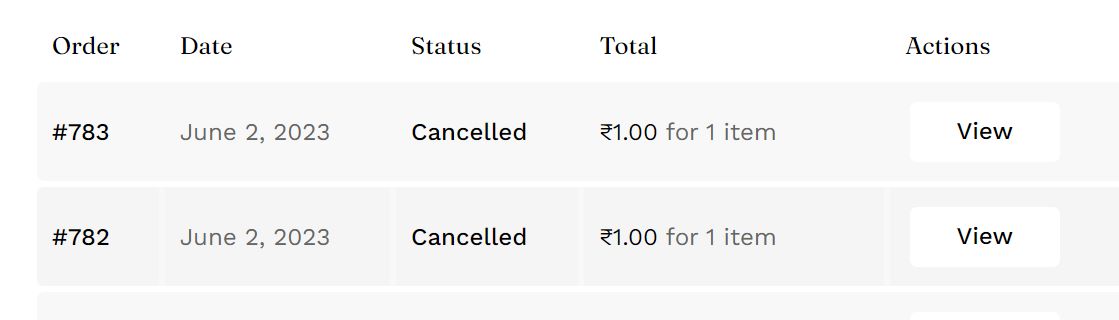 Order Date Status Total Actions
#783 June 2, 2023 Cancelled ₹1.00 for 1 item View
#782 June 2, 2023 Cancelled ₹1.00 for 1 item View